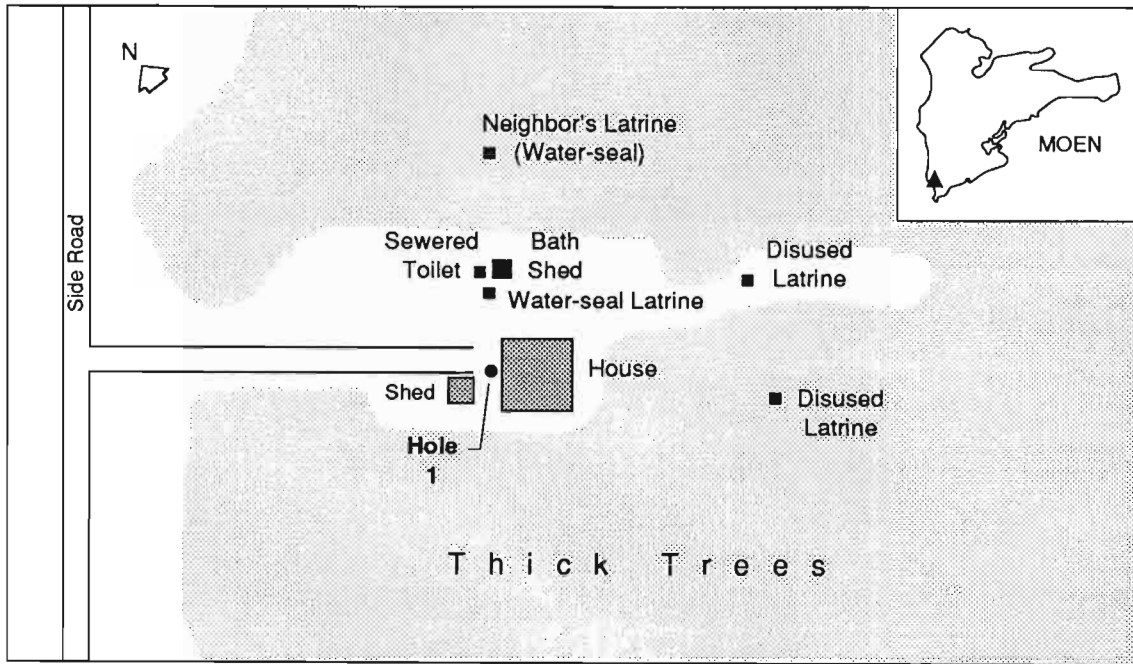 N
MOEN
Neighbor's Latrine
(Water-seal)
Side Road
Sewered
Toilet
Bath
Shed
Disused
Latrine
Water-seal Latrine
House
Shed
Disused
Latrine
Hole
1
Thick Trees